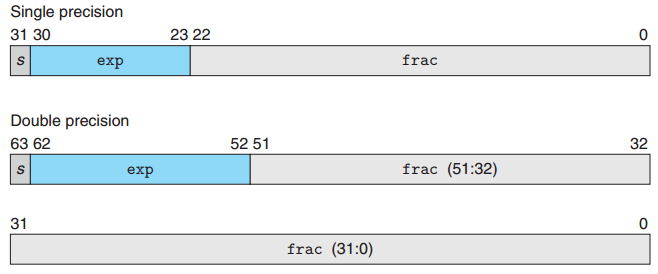 Single precision
31 30 23 22 0
s exp frac
Double precision
63 62 52 51 32
s exp frac (51:32)
31 0
frac (31:0)